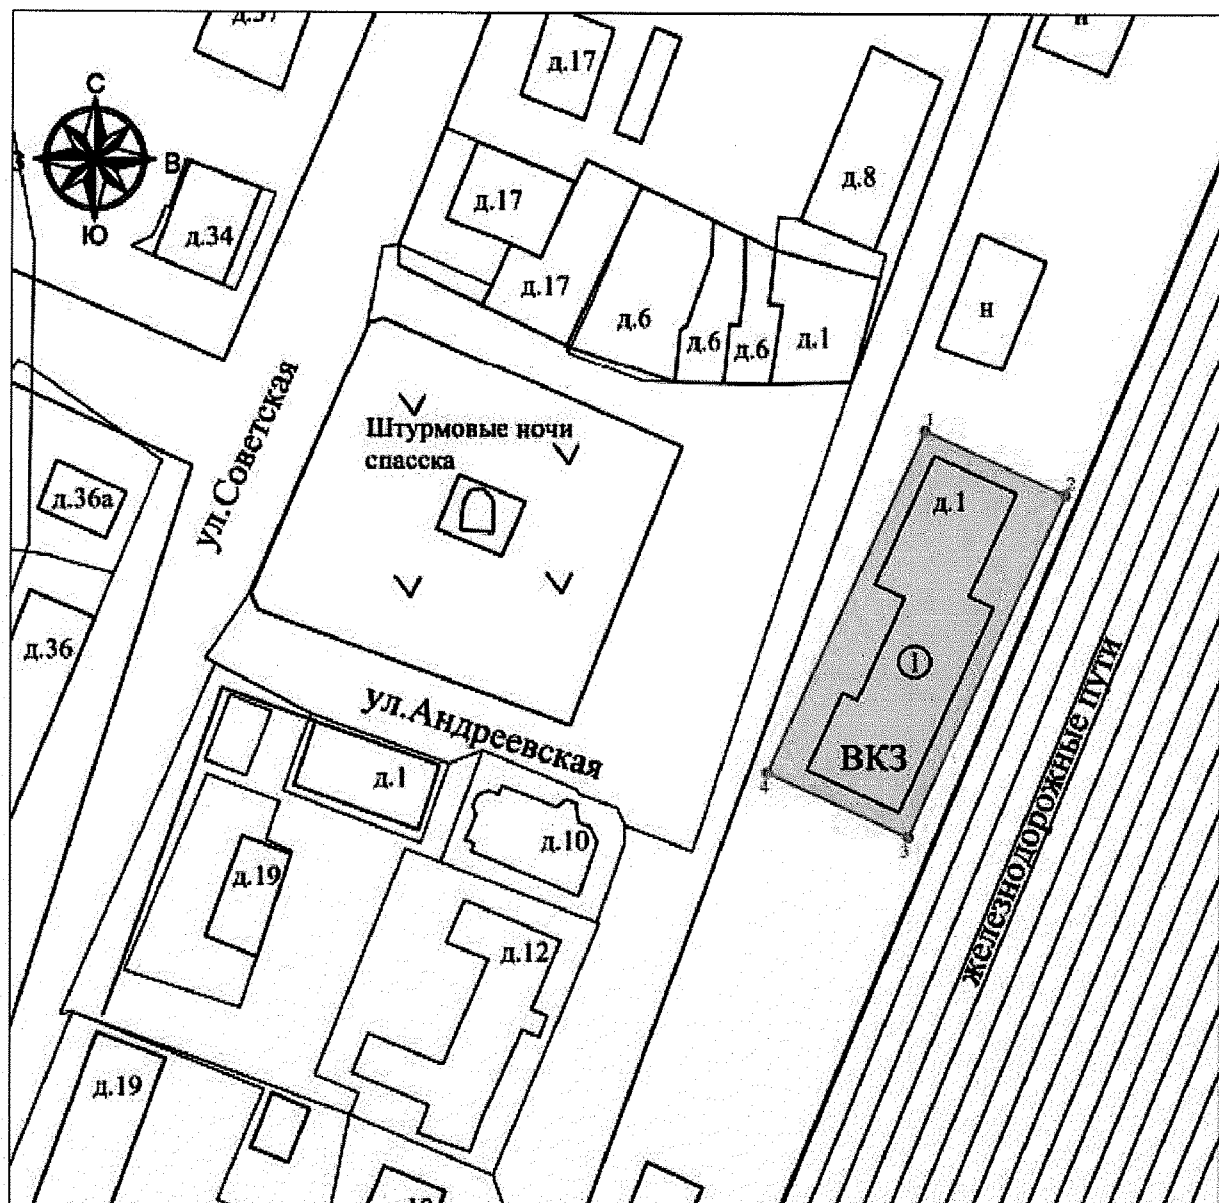 д.37
н
С
д.17
З
В
д.8
д.17
д.34
Ю
д.17
н
д.6
д.6
д.6
д.1
ул.Советская
Штурмовые ночи
спасска
1
2
д.36а
д.1
д.36
1
ул.Андреевская
д.1
ВКЗ
4
железнодорожные пути
3
д.10
д.19
д.12
д.19